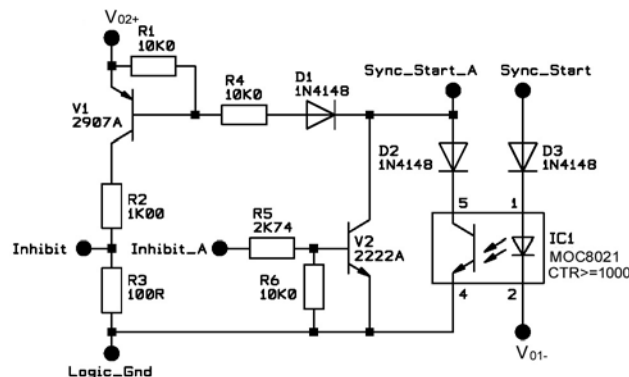 V02+
R1
10K0
R4
10K0
D1
1N4148
Sync_Start_A
Sync_Start
V1
2907A
D2
1N4148
D3
1N4148
R2
1K00
R5
2K74
V2
2222A
5
1
IC1
MOC8021
CTR>=1000
Inhibit
Inhibit_A
R3
100R
R6
10K0
4
2
Logic_Gnd
V01-